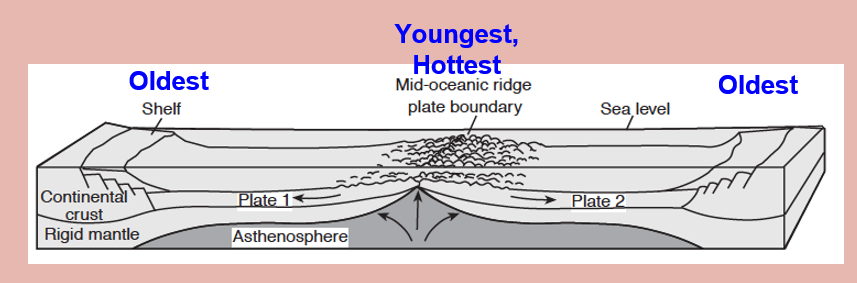 Youngest,
Hottest
Oldest
Oldest
Mid-oceanic ridge
plate boundary
Shelf
Sea level
Continental
crust
Plate 1
Plate 2
Rigid mantle
Asthenosphere